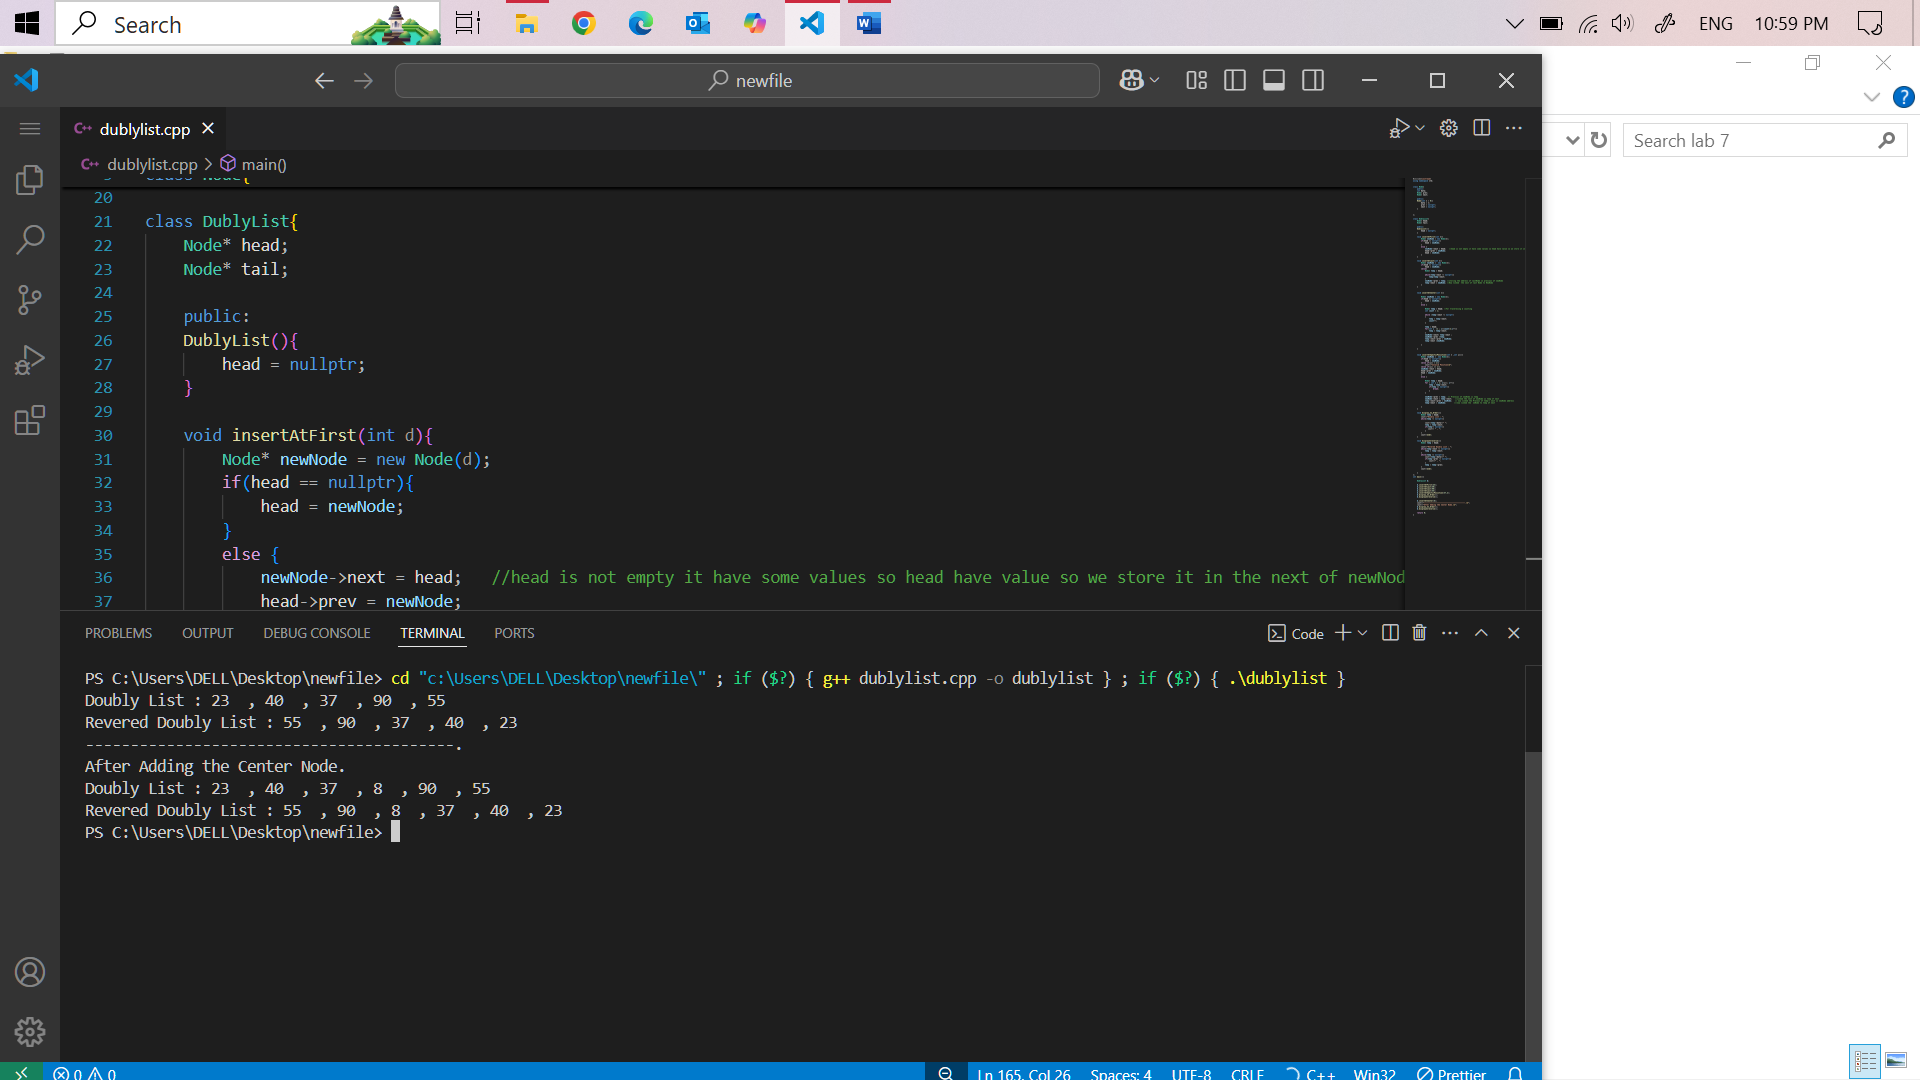 Search
ENG
10:59 PM
newfile
dublylist.cpp
Search lab 7
dublylist.cpp > main()
20
21 class DublyList{
22 Node* head;
23 Node* tail;
24
25 public:
26 DublyList(){
27 head = nullptr;
28 }
29
30 void insertAtFirst(int d){
31 Node* newNode = new Node(d);
32 if(head == nullptr){
33 head = newNode;
34 }
35 else {
36 newNode->next = head; //head is not empty it have some values so head have value so we store it in the next of newNod
37 head->prev = newNode;
PROBLEMS OUTPUT DEBUG CONSOLE TERMINAL PORTS
Code
PS C:\Users\DELL\Desktop\newfile> cd "c:\Users\DELL\Desktop\newfile\" ; if ($?) { g++ dublylist.cpp -o dublylist } ; if ($?) { .\dublylist }
Doubly List : 23 , 40 , 37 , 90 , 55
Revered Doubly List : 55 , 90 , 37 , 40 , 23
-----------------------------------------.
After Adding the Center Node.
Doubly List : 23 , 40 , 37 , 8 , 90 , 55
Revered Doubly List : 55 , 90 , 8 , 37 , 40 , 23
PS C:\Users\DELL\Desktop\newfile>
0 0 Ln 165, Col 26 Spaces: 4 UTF-8 CRLF C++ Win32 Prettier